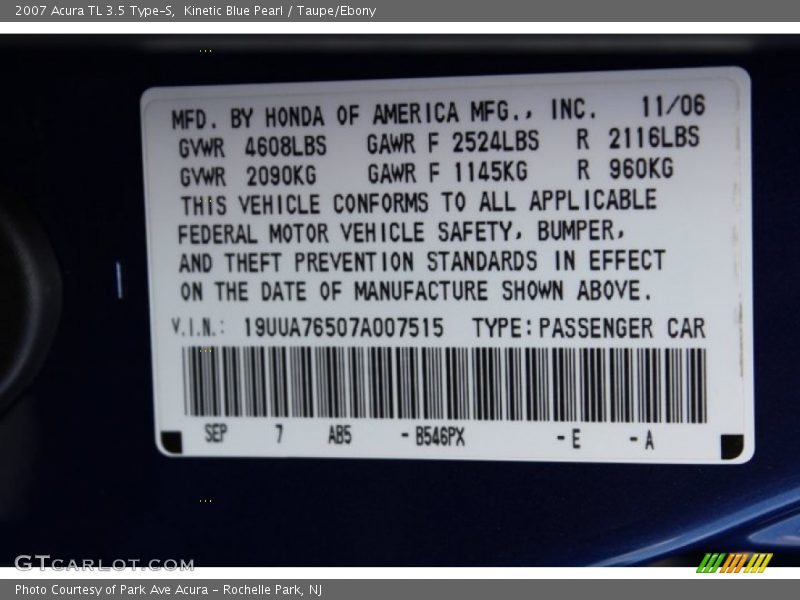 2007 Acura TL 3.5 Type-S, Kinetic Blue Pearl / Taupe/Ebony
MFD. BY HONDA OF AMERICA MFG., INC. 11/06
GVWR 4608LBS GAWR F 2524LBS R 2116LBS
GVWR 2090KG GAWR F 1145KG R 960KG
THIS VEHICLE CONFORMS TO ALL APPLICABLE
FEDERAL MOTOR VEHICLE SAFETY, BUMPER,
AND THEFT PREVENTION STANDARDS IN EFFECT
ON THE DATE OF MANUFACTURE SHOWN ABOVE.
V.I.N.: 19UUA76507A007515 TYPE:PASSENGER CAR
SEP 7 AB5 -B546PX -E -A
GTCARLOT.COM
Photo Courtesy of Park Ave Acura - Rochelle Park, NJ